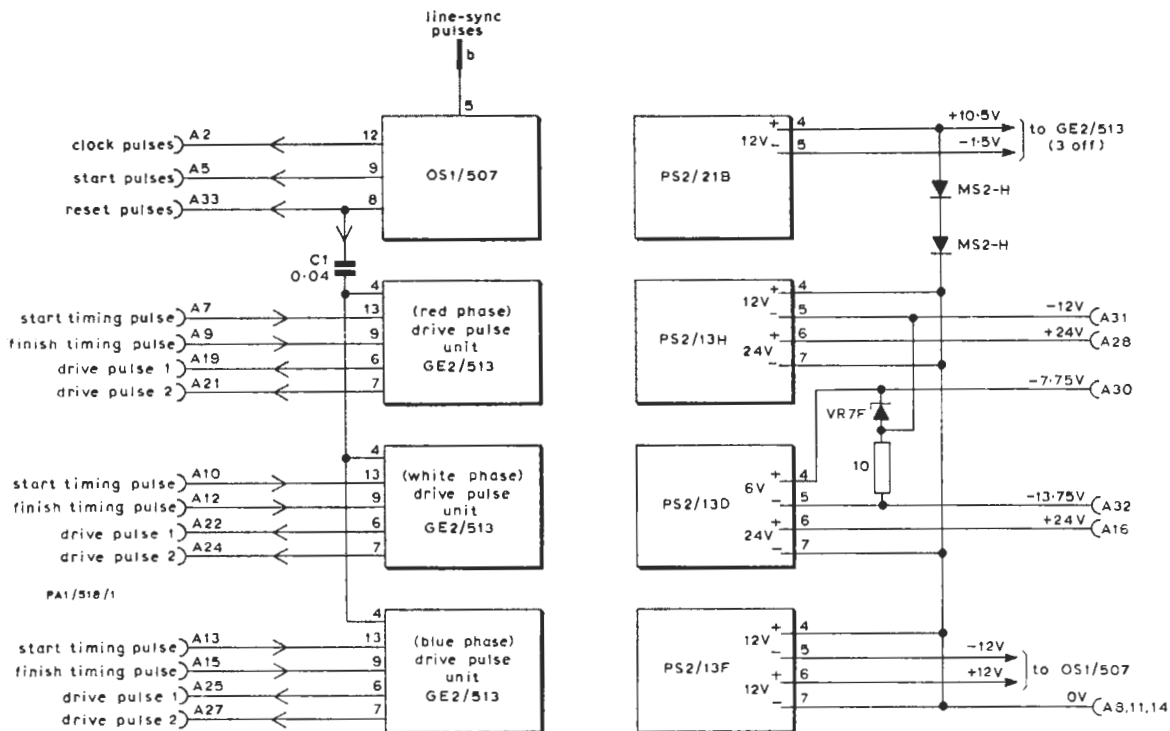 line-sync
pulses
b
5
clock pulses A2 12
start pulses A5 9
reset pulses A33 8
OS1/507
C1
0·04
4
start timing pulse A7 13
finish timing pulse A9 9
drive pulse 1 A19 6
drive pulse 2 A21 7
(red phase)
drive pulse
unit
GE2/513
4
start timing pulse A10 13
finish timing pulse A12 9
drive pulse 1 A22 6
drive pulse 2 A24 7
(white phase)
drive pulse
unit
GE2/513
PA1/518/1
4
start timing pulse A13 13
finish timing pulse A15 9
drive pulse 1 A25 6
drive pulse 2 A27 7
(blue phase)
drive pulse
unit
GE2/513
PS2/21B
+ 4 +10·5V
12V
- 5 -1·5V
to GE2/513
(3 off)
MS2-H
MS2-H
PS2/13H
+ 4
12V
- 5 -12V A31
+ 6 +24V A28
24V
- 7
-7·75V A30
VR7F
10
PS2/13D
+ 4
6V
- 5 -13·75V A32
+ 6 +24V A16
24V
- 7
PS2/13F
+ 4
12V
- 5 -12V
+ 6 +12V
12V
to OS1/507
- 7 0V A8,11,14